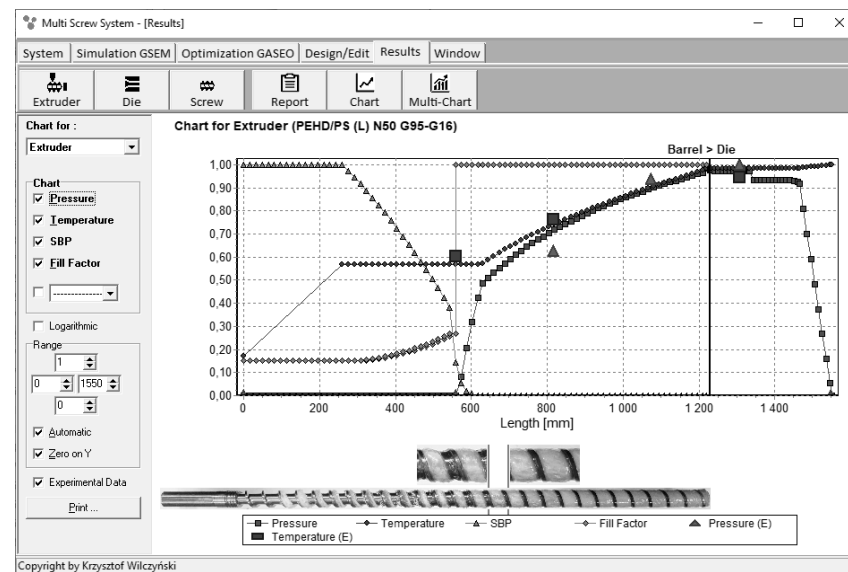 Multi Screw System - [Results]
System Simulation GSEM Optimization GASEO Design/Edit Results Window
Extruder Die Screw Report Chart Multi-Chart
Chart for :
Extruder
Chart
Pressure
Temperature
SBP
Fill Factor
---------------
Logarithmic
Range
1
0 1550
0
Automatic
Zero on Y
Experimental Data
Print ...
Chart for Extruder (PEHD/PS (L) N50 G95-G16)
Barrel > Die
1,00
0,90
0,80
0,70
0,60
0,50
0,40
0,30
0,20
0,10
0,00
0 200 400 600 800 1 000 1 200 1 400
Length [mm]
Pressure Temperature SBP Fill Factor Pressure (E)
Temperature (E)
Copyright by Krzysztof Wilczyński